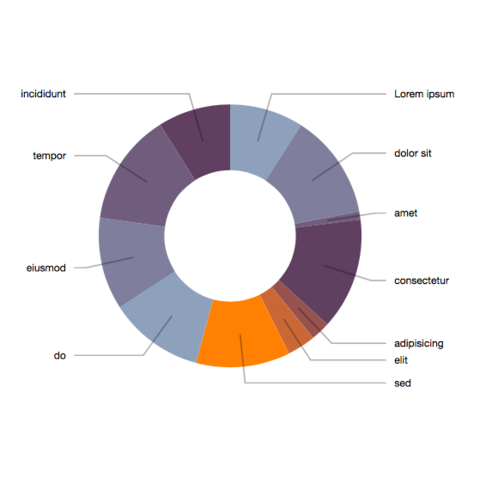 incididunt
Lorem ipsum
tempor
dolor sit
amet
eiusmod
consectetur
adipisicing
do
elit
sed